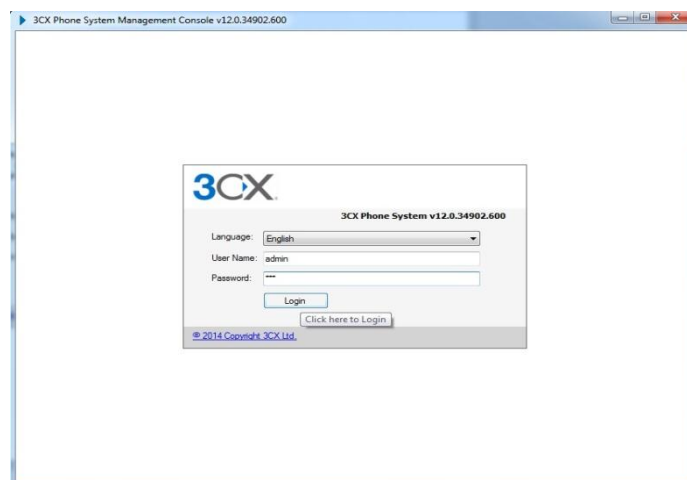 3CX Phone System Management Console v12.0.34902.600
3CX
3CX Phone System v12.0.34902.600
Language: English
User Name: admin
Password: ***
Login
Click here to Login
© 2014 Copyright 3CX Ltd.